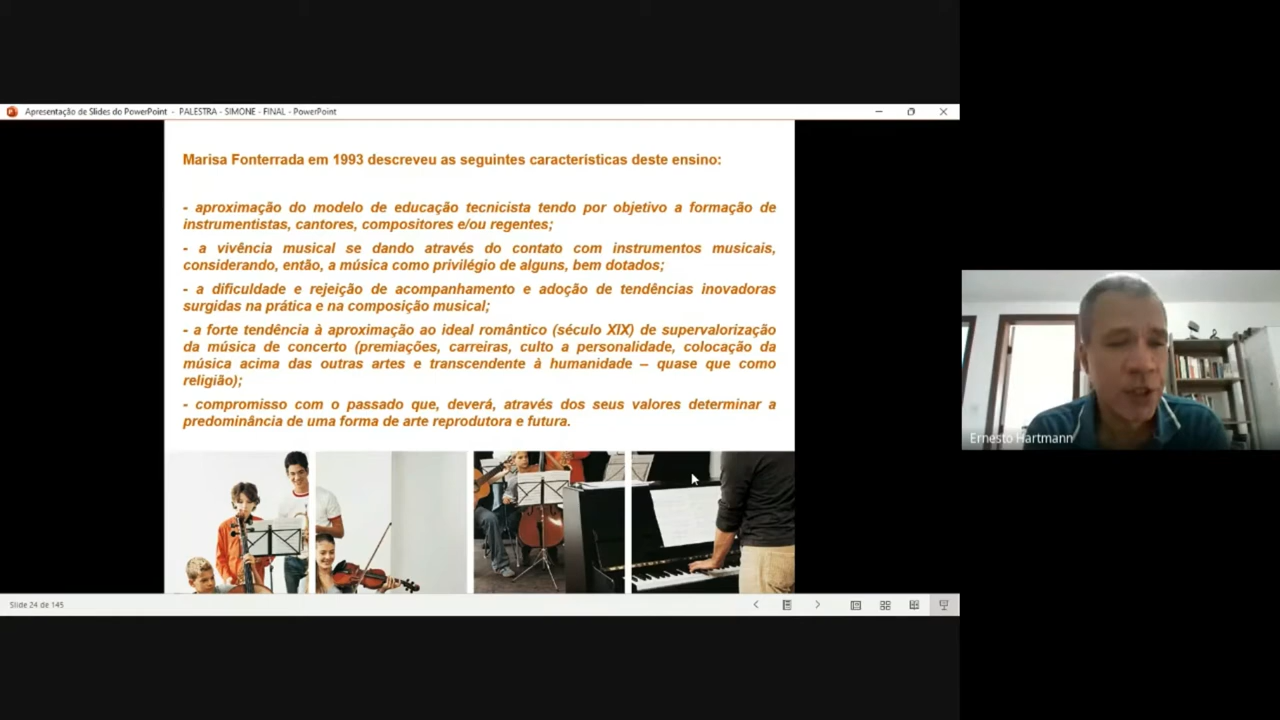 Apresentação de Slides do PowerPoint - PALESTRA - SIMONE - FINAL - PowerPoint
Marisa Fonterrada em 1993 descreveu as seguintes características deste ensino:
- aproximação do modelo de educação tecnicista tendo por objetivo a formação de
instrumentistas, cantores, compositores e/ou regentes;
- a vivência musical se dando através do contato com instrumentos musicais,
considerando, então, a música como privilégio de alguns, bem dotados;
- a dificuldade e rejeição de acompanhamento e adoção de tendências inovadoras
surgidas na prática e na composição musical;
- a forte tendência à aproximação ao ideal romântico (século XIX) de supervalorização
da música de concerto (premiações, carreiras, culto a personalidade, colocação da
música acima das outras artes e transcendente à humanidade – quase que como
religião);
- compromisso com o passado que, deverá, através dos seus valores determinar a
predominância de uma forma de arte reprodutora e futura.
Ernesto Hartmann
Slide 24 de 145